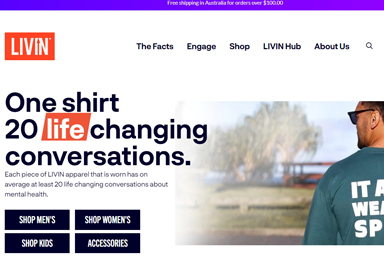 Free shipping in Australia for orders over $100.00
LIVIN
The Facts
Engage
Shop
LIVIN Hub
About Us
One shirt
20 life changing
conversations.
Each piece of LIVIN apparel that is worn has on
average at least 20 life changing conversations about
mental health.
SHOP MEN'S
SHOP WOMEN'S
SHOP KIDS
ACCESSORIES
IT A
WEA
SP